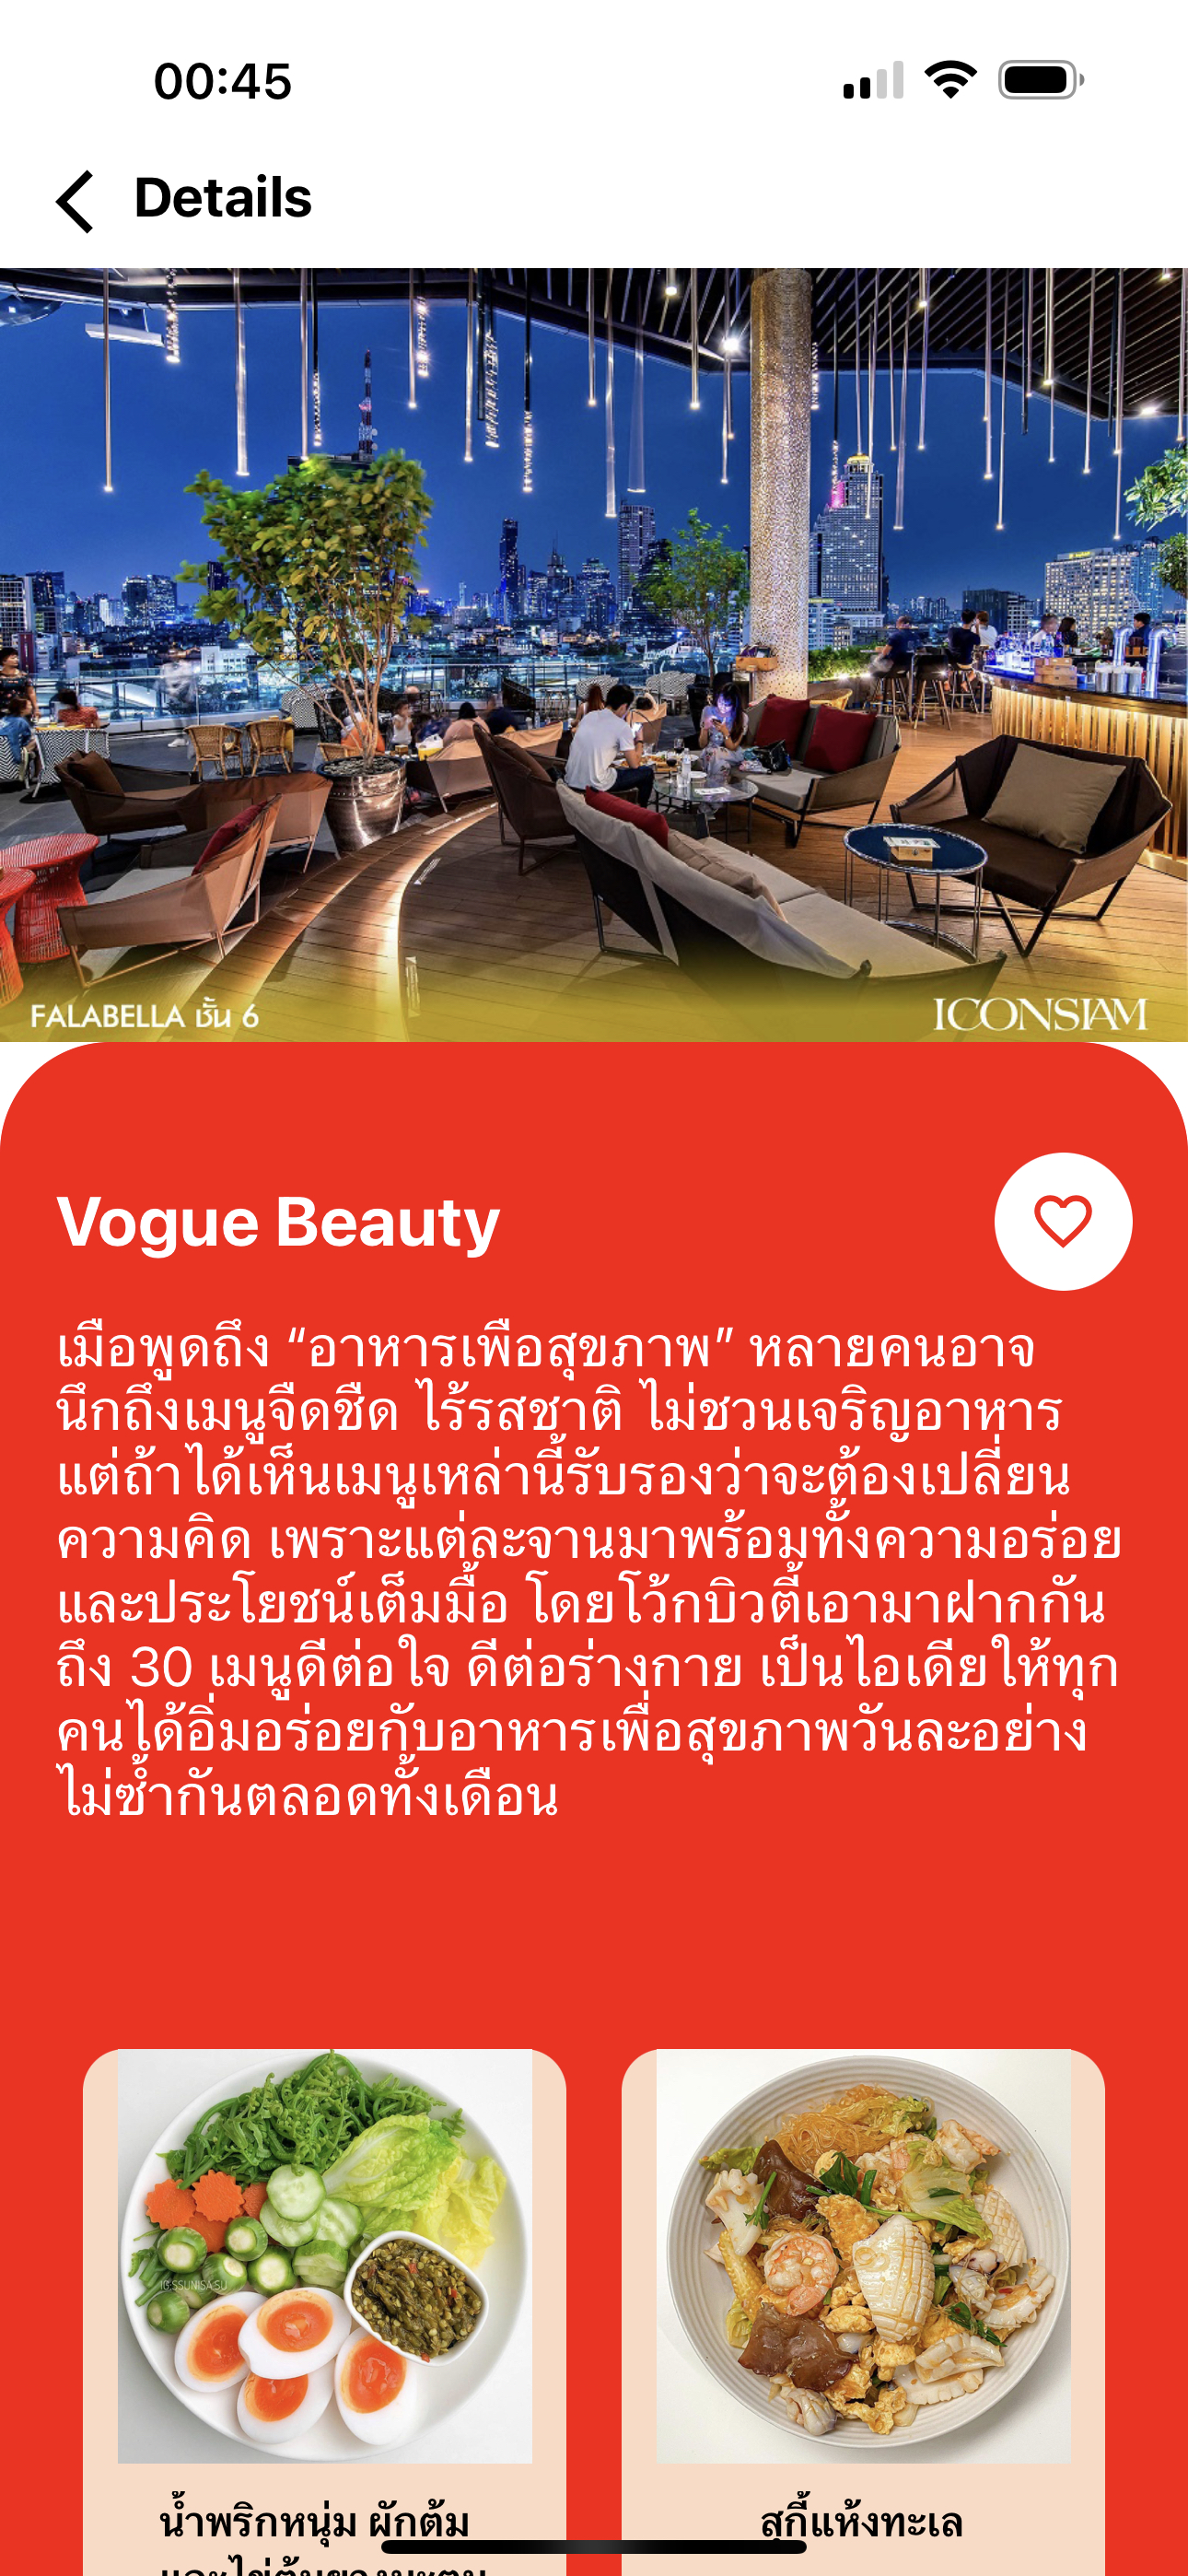 00:45
Details
FALABELLA ชั้น 6
ICONSIAM
Vogue Beauty
เมื่อพูดถึง “อาหารเพื่อสุขภาพ” หลายคนอาจ
นึกถึงเมนูจืดชืด ไร้รสชาติ ไม่ชวนเจริญอาหาร
แต่ถ้าได้เห็นเมนูเหล่านี้รับรองว่าจะต้องเปลี่ยน
ความคิด เพราะแต่ละจานมาพร้อมทั้งความอร่อย
และประโยชน์เต็มมื้อ โดยโว้กบิวตี้เอามาฝากกัน
ถึง 30 เมนูดีต่อใจ ดีต่อร่างกาย เป็นไอเดียให้ทุก
คนได้อิ่มอร่อยกับอาหารเพื่อสุขภาพวันละอย่าง
ไม่ซ้ำกันตลอดทั้งเดือน
IG:SSUNISA.SU
น้ำพริกหนุ่ม ผักต้ม
สุกี้แห้งทะเล